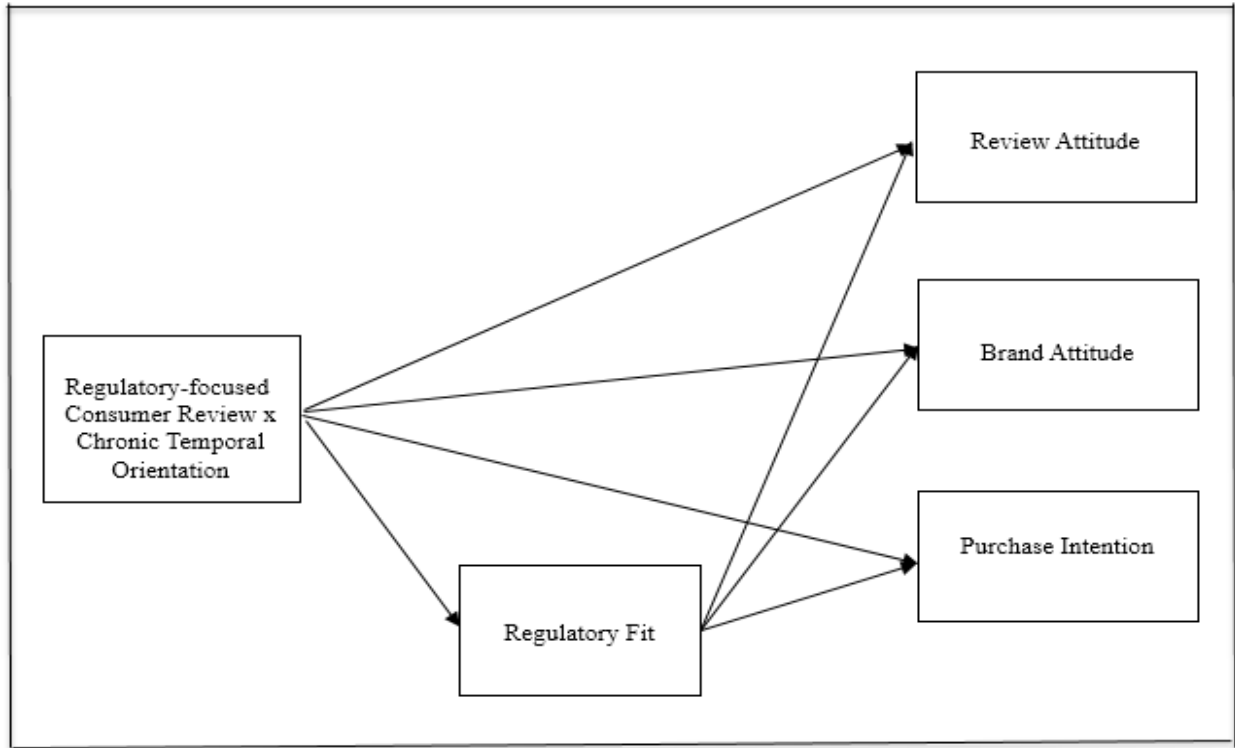 Review Attitude
Brand Attitude
Regulatory-focused
Consumer Review x
Chronic Temporal
Orientation
Purchase Intention
Regulatory Fit